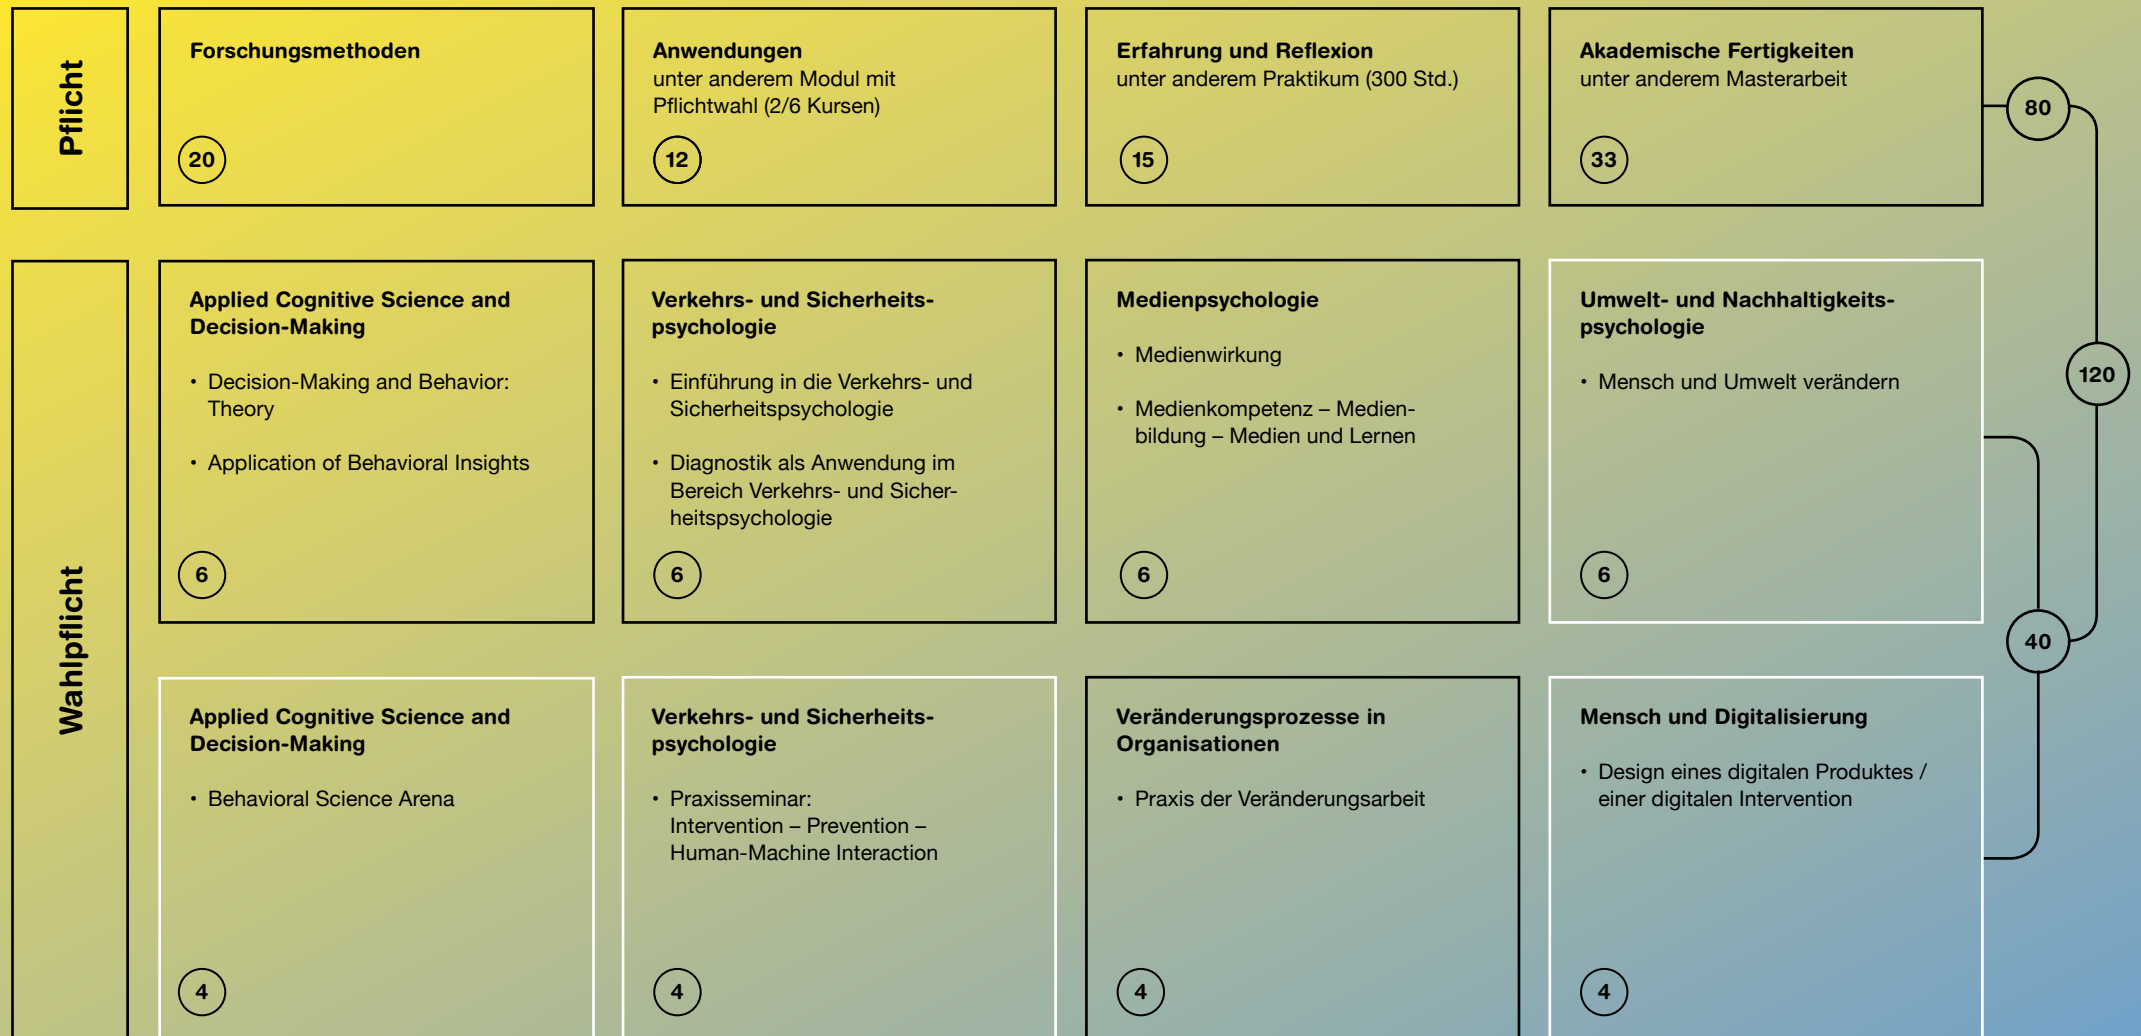 Pflicht
Forschungsmethoden
20
Anwendungen
unter anderem Modul mit
Pflichtwahl (2/6 Kursen)
12
Erfahrung und Reflexion
unter anderem Praktikum (300 Std.)
15
Akademische Fertigkeiten
unter anderem Masterarbeit
33
80
Wahlpflicht
Applied Cognitive Science and
Decision-Making
• Decision-Making and Behavior:
Theory
• Application of Behavioral Insights
6
Verkehrs- und Sicherheits-
psychologie
• Einführung in die Verkehrs- und
Sicherheitspsychologie
• Diagnostik als Anwendung im
Bereich Verkehrs- und Sicher-
heitspsychologie
6
Medienpsychologie
• Medienwirkung
• Medienkompetenz – Medien-
bildung – Medien und Lernen
6
Umwelt- und Nachhaltigkeits-
psychologie
• Mensch und Umwelt verändern
6
120
40
Applied Cognitive Science and
Decision-Making
• Behavioral Science Arena
4
Verkehrs- und Sicherheits-
psychologie
• Praxisseminar:
Intervention – Prevention –
Human-Machine Interaction
4
Veränderungsprozesse in
Organisationen
• Praxis der Veränderungsarbeit
4
Mensch und Digitalisierung
• Design eines digitalen Produktes /
einer digitalen Intervention
4